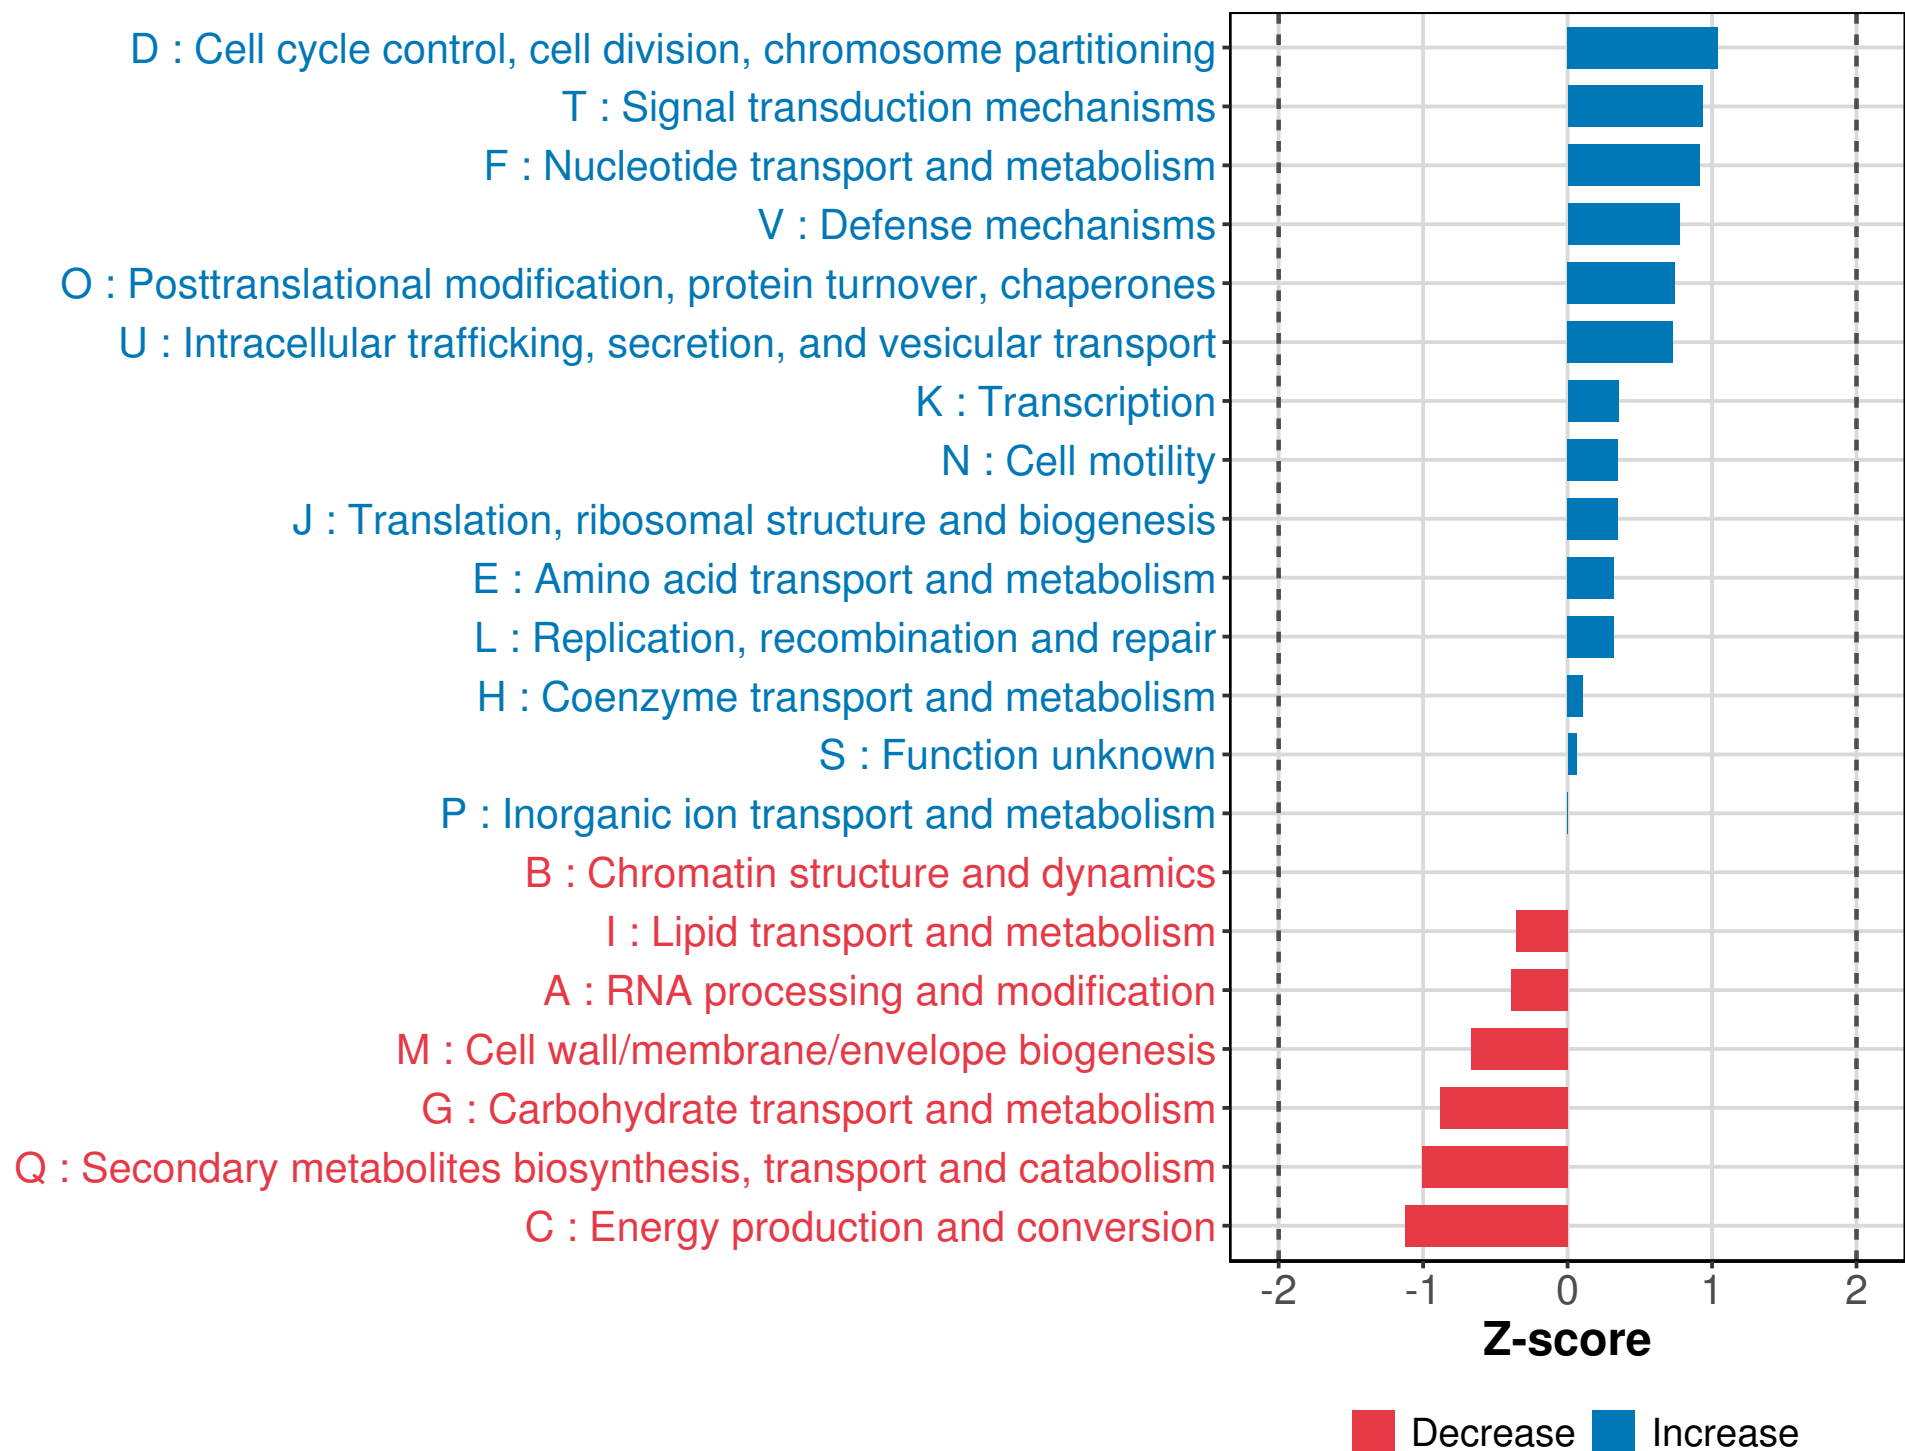 D : Cell cycle control, cell division, chromosome partitioning
T : Signal transduction mechanisms
F : Nucleotide transport and metabolism
V : Defense mechanisms
O : Posttranslational modification, protein turnover, chaperones
U : Intracellular trafficking, secretion, and vesicular transport
K : Transcription
N : Cell motility
J : Translation, ribosomal structure and biogenesis
E : Amino acid transport and metabolism
L : Replication, recombination and repair
H : Coenzyme transport and metabolism
S : Function unknown
P : Inorganic ion transport and metabolism
B : Chromatin structure and dynamics
I : Lipid transport and metabolism
A : RNA processing and modification
M : Cell wall/membrane/envelope biogenesis
G : Carbohydrate transport and metabolism
Q : Secondary metabolites biosynthesis, transport and catabolism
C : Energy production and conversion
-2 -1 0 1 2
Z-score
Decrease Increase